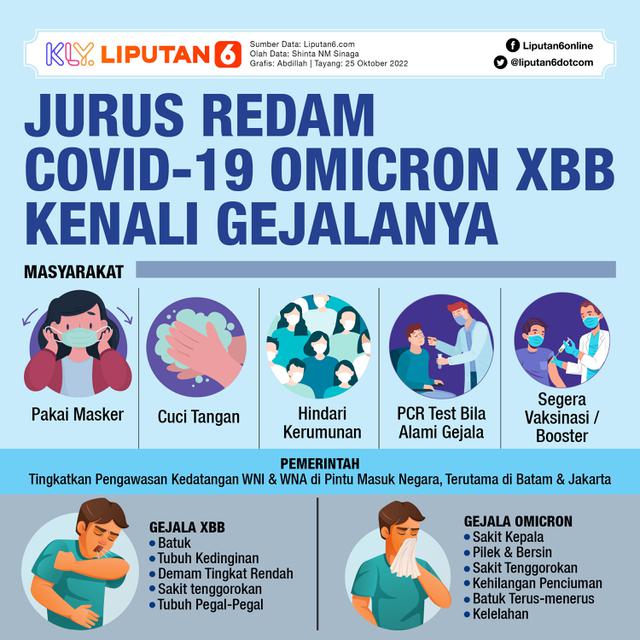 KLY. LIPUTAN 6
Sumber Data: Liputan6.com
Olah Data: Shinta NM Sinaga
Grafis: Abdillah | Tayang: 25 Oktober 2022
Liputan6online
@liputan6dotcom
JURUS REDAM
COVID-19 OMICRON XBB
KENALI GEJALANYA
MASYARAKAT
Pakai Masker
Cuci Tangan
Hindari
Kerumunan
PCR Test Bila
Alami Gejala
Segera
Vaksinasi /
Booster
PEMERINTAH
Tingkatkan Pengawasan Kedatangan WNI & WNA di Pintu Masuk Negara, Terutama di Batam & Jakarta
GEJALA XBB
• Batuk
• Tubuh Kedinginan
• Demam Tingkat Rendah
• Sakit tenggorokan
• Tubuh Pegal-Pegal
GEJALA OMICRON
• Sakit Kepala
• Pilek & Bersin
• Sakit Tenggorokan
• Kehilangan Penciuman
• Batuk Terus-menerus
• Kelelahan